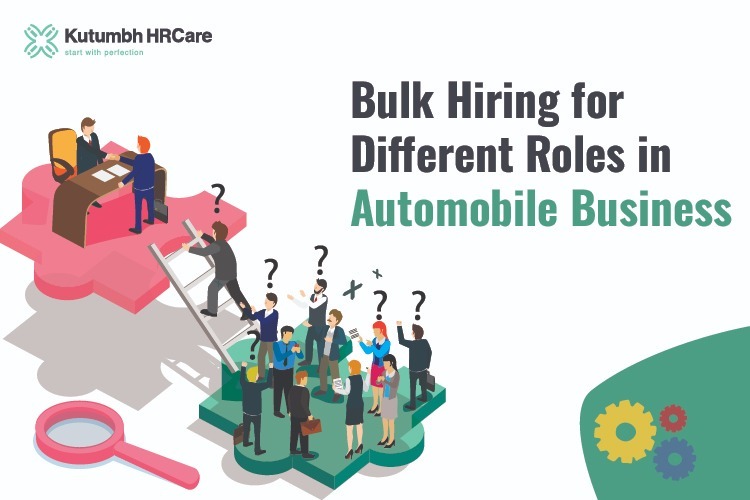 Kutumbh HRCare
start with perfection
Bulk Hiring for
Different Roles in
Automobile Business
? ? ? ? ? ?